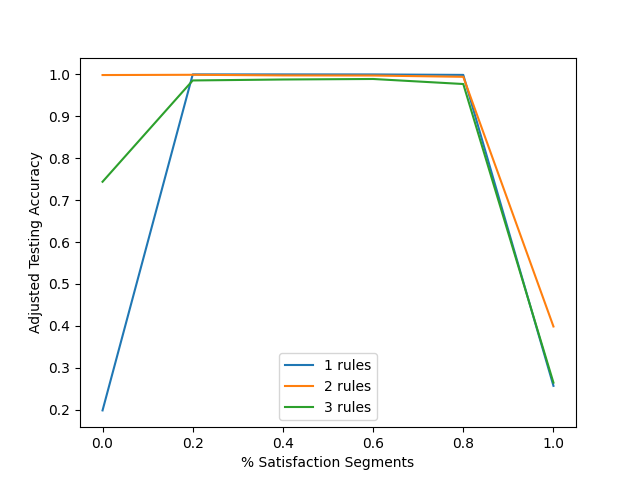 1.0
0.9
0.8
0.7
0.6
0.5
0.4
0.3
0.2
Adjusted Testing Accuracy
1 rules
2 rules
3 rules
0.0 0.2 0.4 0.6 0.8 1.0
% Satisfaction Segments